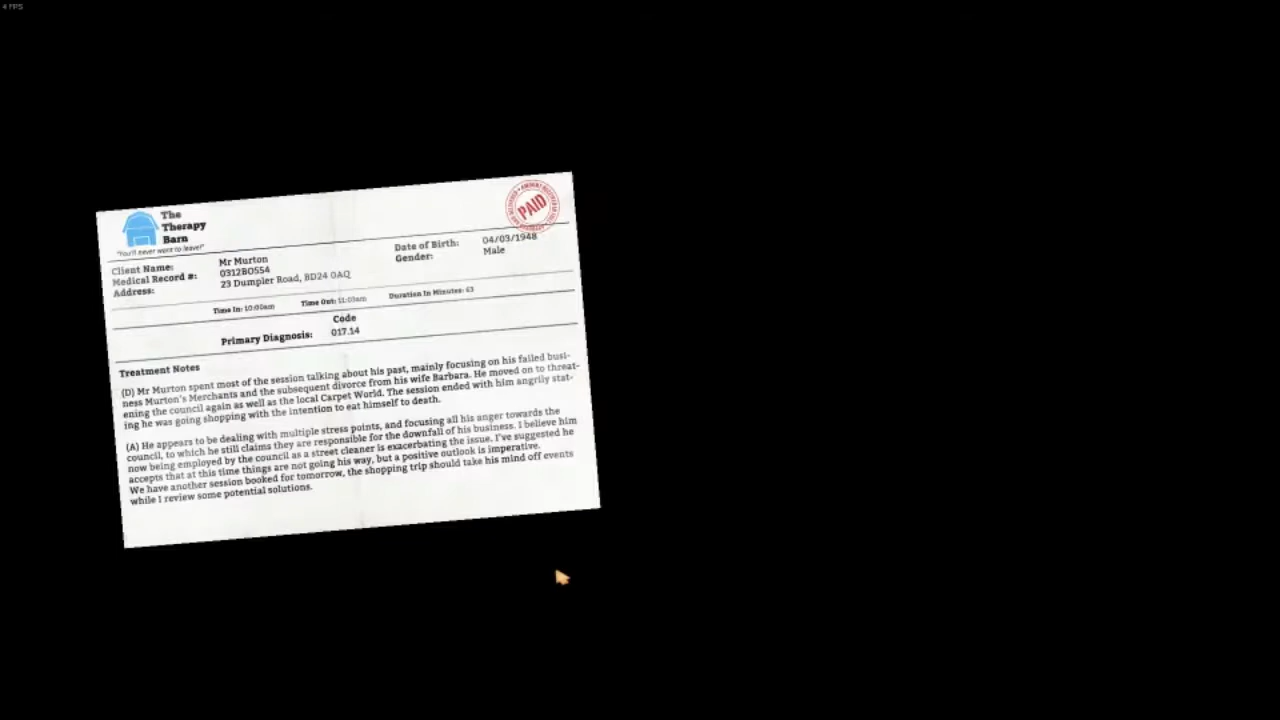 4 FPS
The
Therapy
Barn
"You'll never want to leave!"
PAID
Client Name: Mr Murton
Medical Record #: 0312BO554
Address: 23 Dumpler Road, BD24 0AQ
Date of Birth: 04/03/1948
Gender: Male
Time In: 10:00am Time Out: 11:03am Duration In Minutes: 63
Code
Primary Diagnosis: 017.14
Treatment Notes
(D) Mr Murton spent most of the session talking about his past, mainly focusing on his failed busi-
ness Murton's Merchants and the subsequent divorce from his wife Barbara. He moved on to threat-
ening the council again as well as the local Carpet World. The session ended with him angrily stat-
ing he was going shopping with the intention to eat himself to death.
(A) He appears to be dealing with multiple stress points, and focusing all his anger towards the
council, to which he still claims they are responsible for the downfall of his business. I believe him
now being employed by the council as a street cleaner is exacerbating the issue. I've suggested he
accepts that at this time things are not going his way, but a positive outlook is imperative.
We have another session booked for tomorrow, the shopping trip should take his mind off events
while I review some potential solutions.